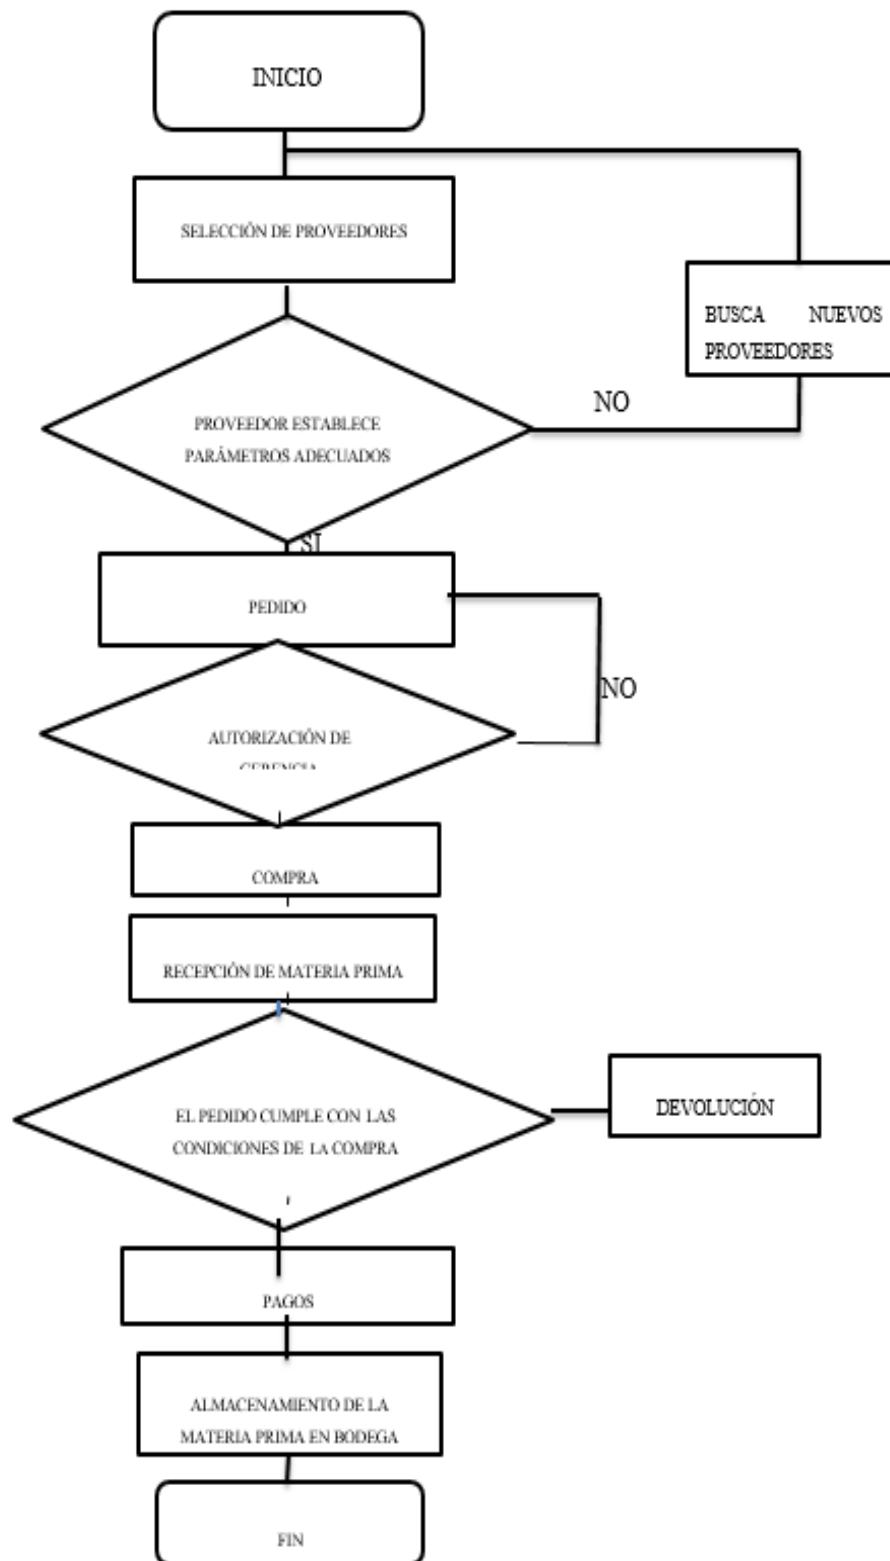 INICIO
SELECCIÓN DE PROVEEDORES
BUSCA NUEVOS
PROVEEDORES
NO
PROVEEDOR ESTABLECE
PARÁMETROS ADECUADOS
SI
PEDIDO
NO
AUTORIZACIÓN DE
COMPRA
RECEPCIÓN DE MATERIA PRIMA
EL PEDIDO CUMPLE CON LAS
CONDICIONES DE LA COMPRA
DEVOLUCIÓN
PAGOS
ALMACENAMIENTO DE LA
MATERIA PRIMA EN BODEGA
FIN